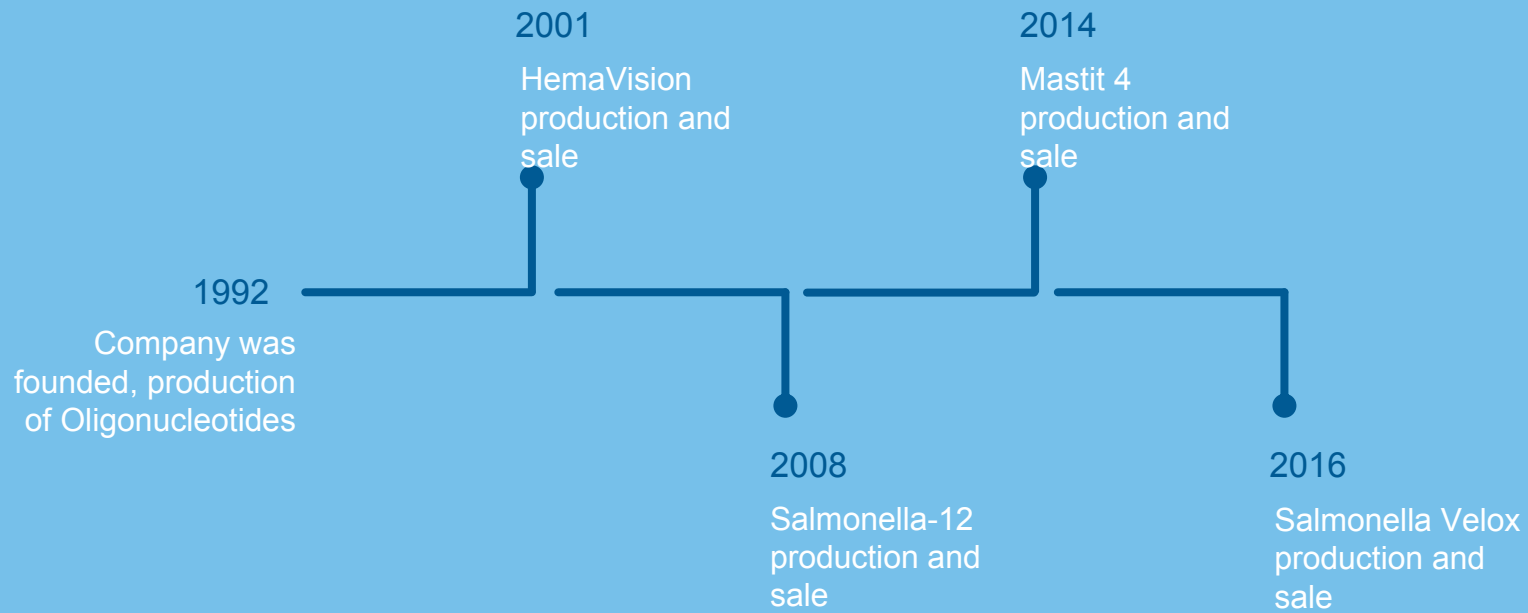 2001
HemaVision
production and
sale
2014
Mastit 4
production and
sale
1992
Company was
founded, production
of Oligonucleotides
2008
Salmonella-12
production and
sale
2016
Salmonella Velox
production and
sale